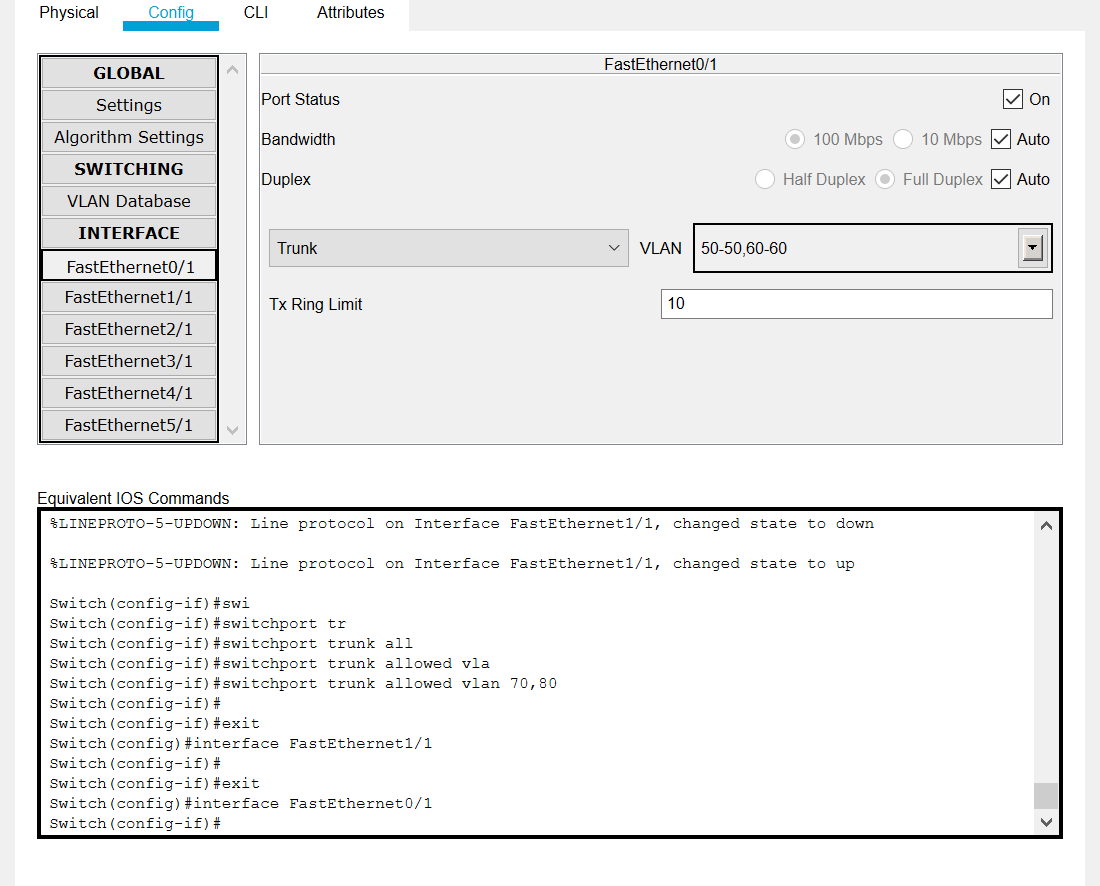 Physical Config CLI Attributes
GLOBAL
Settings
Algorithm Settings
SWITCHING
VLAN Database
INTERFACE
FastEthernet0/1
FastEthernet1/1
FastEthernet2/1
FastEthernet3/1
FastEthernet4/1
FastEthernet5/1
FastEthernet0/1
Port Status On
Bandwidth 100 Mbps 10 Mbps Auto
Duplex Half Duplex Full Duplex Auto
Trunk VLAN 50-50,60-60
Tx Ring Limit 10
Equivalent IOS Commands
%LINEPROTO-5-UPDOWN: Line protocol on Interface FastEthernet1/1, changed state to down
%LINEPROTO-5-UPDOWN: Line protocol on Interface FastEthernet1/1, changed state to up
Switch(config-if)#swi
Switch(config-if)#switchport tr
Switch(config-if)#switchport trunk all
Switch(config-if)#switchport trunk allowed vla
Switch(config-if)#switchport trunk allowed vlan 70,80
Switch(config-if)#
Switch(config-if)#exit
Switch(config)#interface FastEthernet1/1
Switch(config-if)#
Switch(config-if)#exit
Switch(config)#interface FastEthernet0/1
Switch(config-if)#